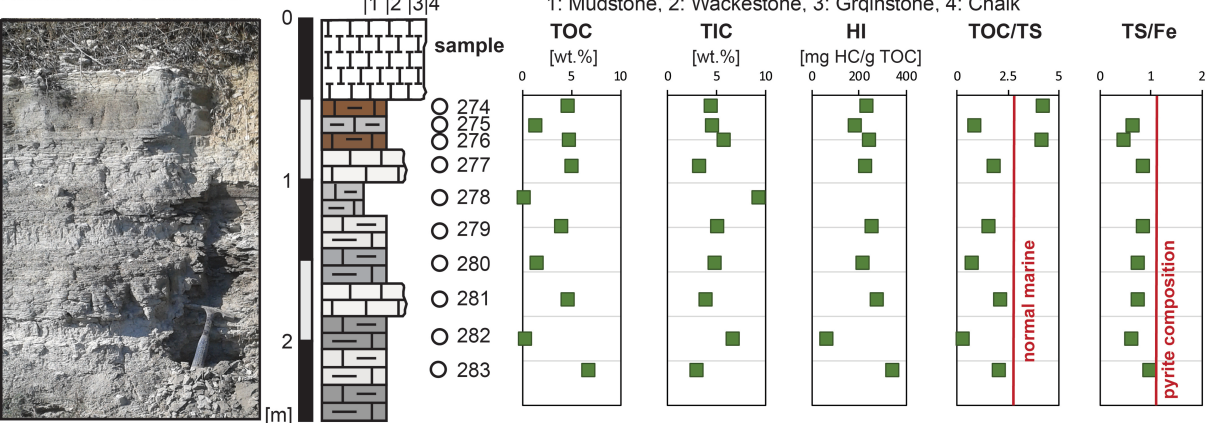 |1 |2 |3|4
1: Mudstone, 2: Wackestone, 3: Grqinstone, 4: Chalk
sample
TOC
[wt.%]
0 5 10
TIC
[wt.%]
0 5 10
HI
[mg HC/g TOC]
0 200 400
TOC/TS
0 2.5 5
TS/Fe
0 1 2
0
1
2
[m]
274
275
276
277
278
279
280
281
282
283
normal marine
pyrite composition